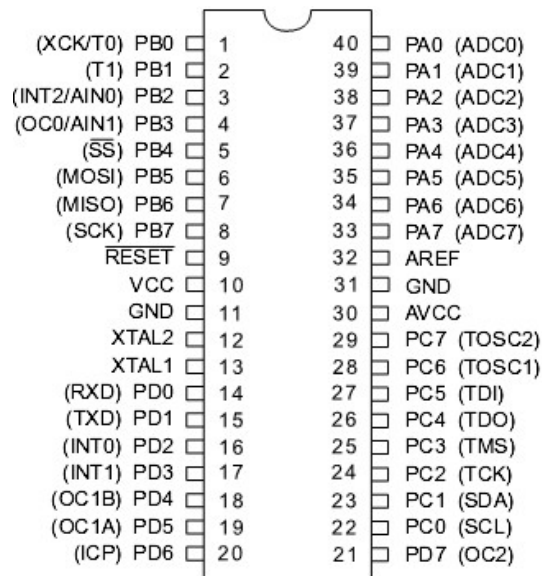 (XCK/T0) PB0 1 40 PA0 (ADC0)
(T1) PB1 2 39 PA1 (ADC1)
(INT2/AIN0) PB2 3 38 PA2 (ADC2)
(OC0/AIN1) PB3 4 37 PA3 (ADC3)
(S̅S̅) PB4 5 36 PA4 (ADC4)
(MOSI) PB5 6 35 PA5 (ADC5)
(MISO) PB6 7 34 PA6 (ADC6)
(SCK) PB7 8 33 PA7 (ADC7)
R̅E̅S̅E̅T̅ 9 32 AREF
VCC 10 31 GND
GND 11 30 AVCC
XTAL2 12 29 PC7 (TOSC2)
XTAL1 13 28 PC6 (TOSC1)
(RXD) PD0 14 27 PC5 (TDI)
(TXD) PD1 15 26 PC4 (TDO)
(INT0) PD2 16 25 PC3 (TMS)
(INT1) PD3 17 24 PC2 (TCK)
(OC1B) PD4 18 23 PC1 (SDA)
(OC1A) PD5 19 22 PC0 (SCL)
(ICP) PD6 20 21 PD7 (OC2)